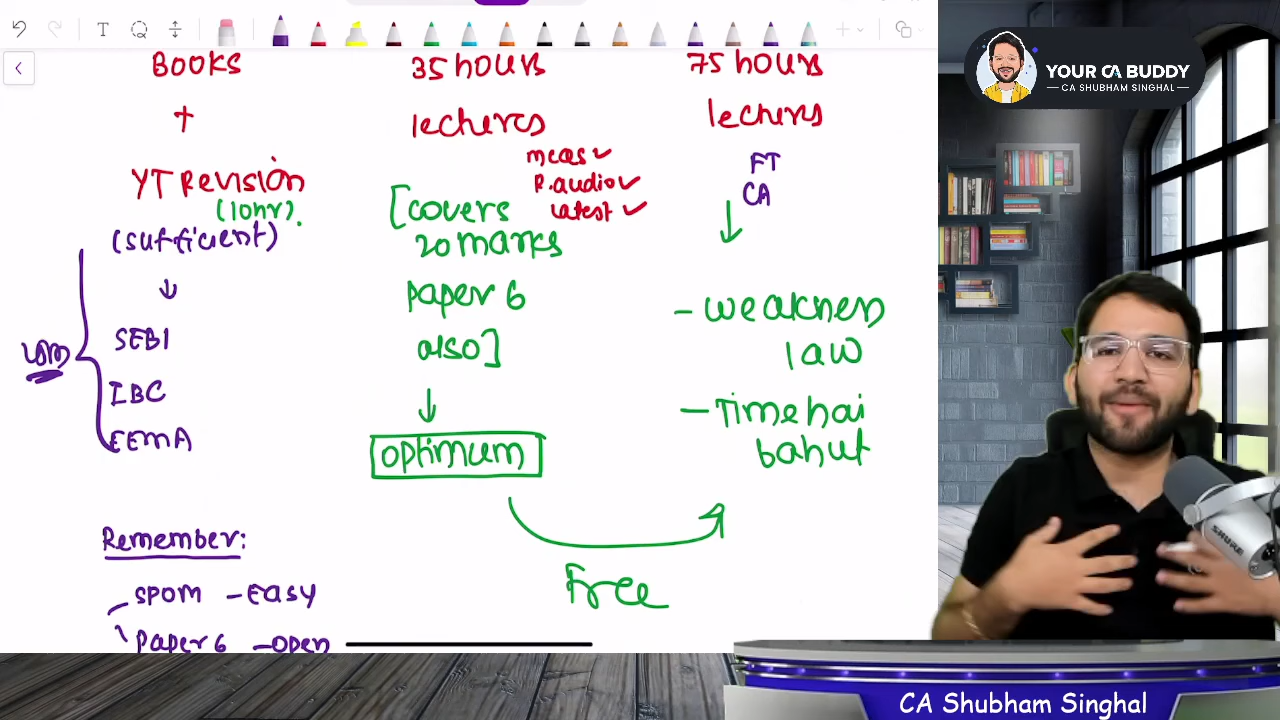 BOOKS
+
YT Revision
(10hr).
(sufficient)
SEBI
IBC
FEMA
Remember:
SPOM - Easy
Paper 6 - open
35 hours
lectures
MCQs
R.audio
Latest
[covers
20 marks
paper 6
also]
optimum
Free
75 hours
lectures
FT
CA
- weakness
law
- Time hai
bahut
YOUR CA BUDDY
CA SHUBHAM SINGHAL
SHURE
CA Shubham Singhal